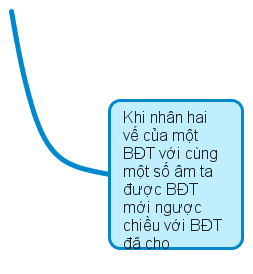 Khi nhân hai
vế của một
BĐT với cùng
một số âm ta
được BĐT
mới ngược
chiều với BĐT
đã cho